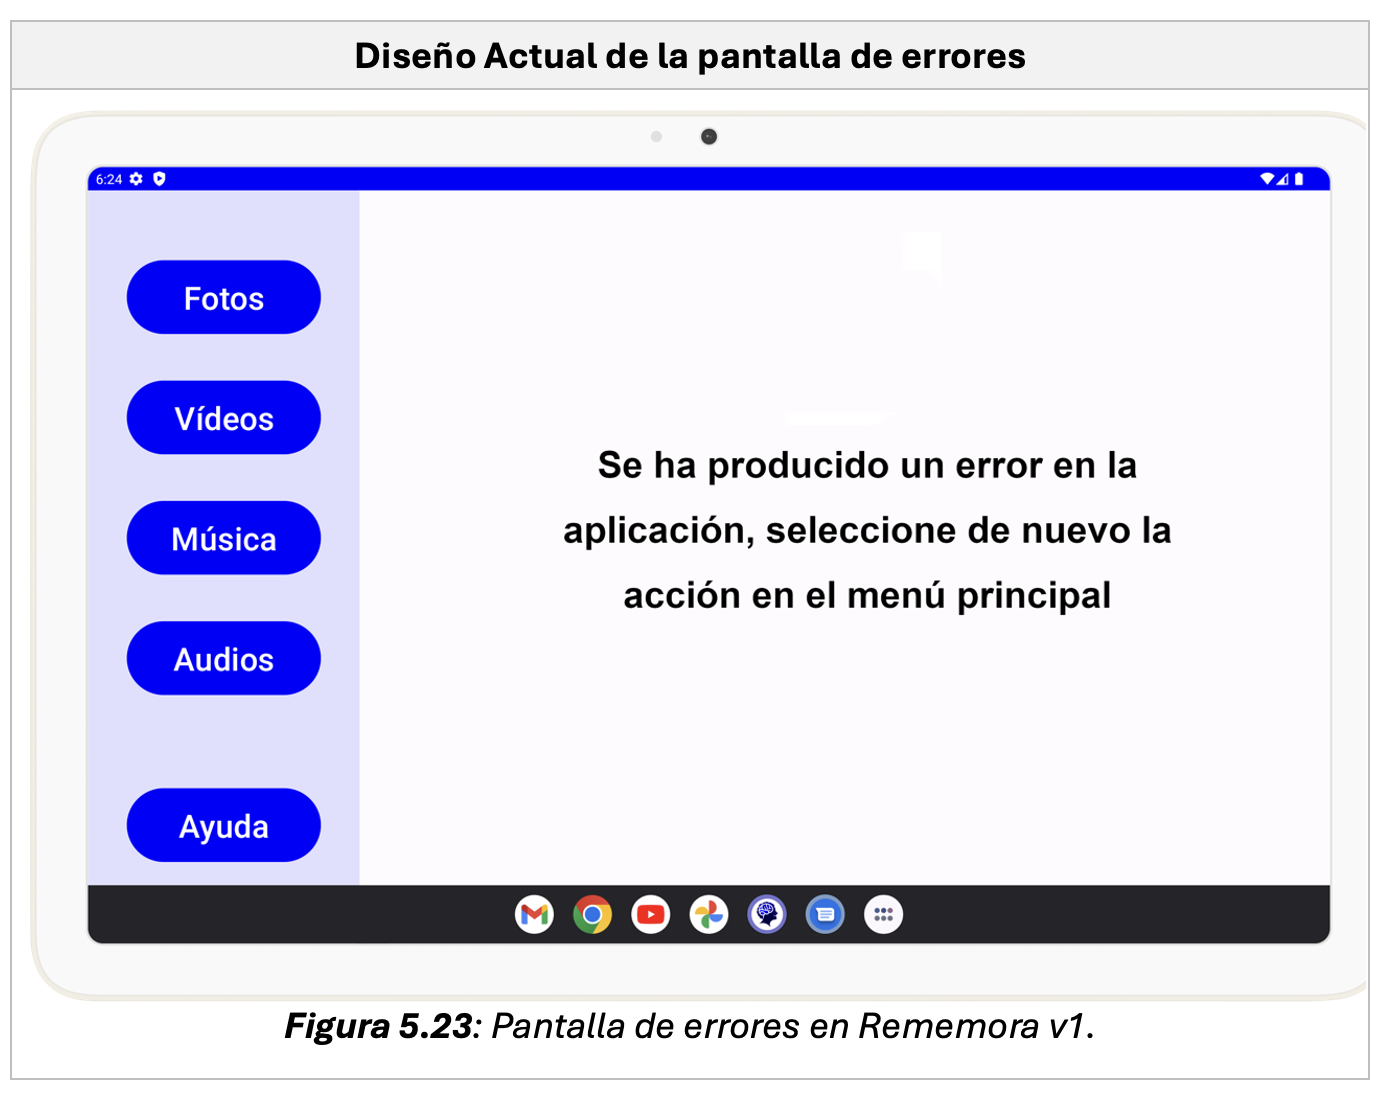 Diseño Actual de la pantalla de errores
6:24
Fotos
Vídeos
Música
Audios
Ayuda
Se ha producido un error en la
aplicación, seleccione de nuevo la
acción en el menú principal
Figura 5.23: Pantalla de errores en Rememora v1.